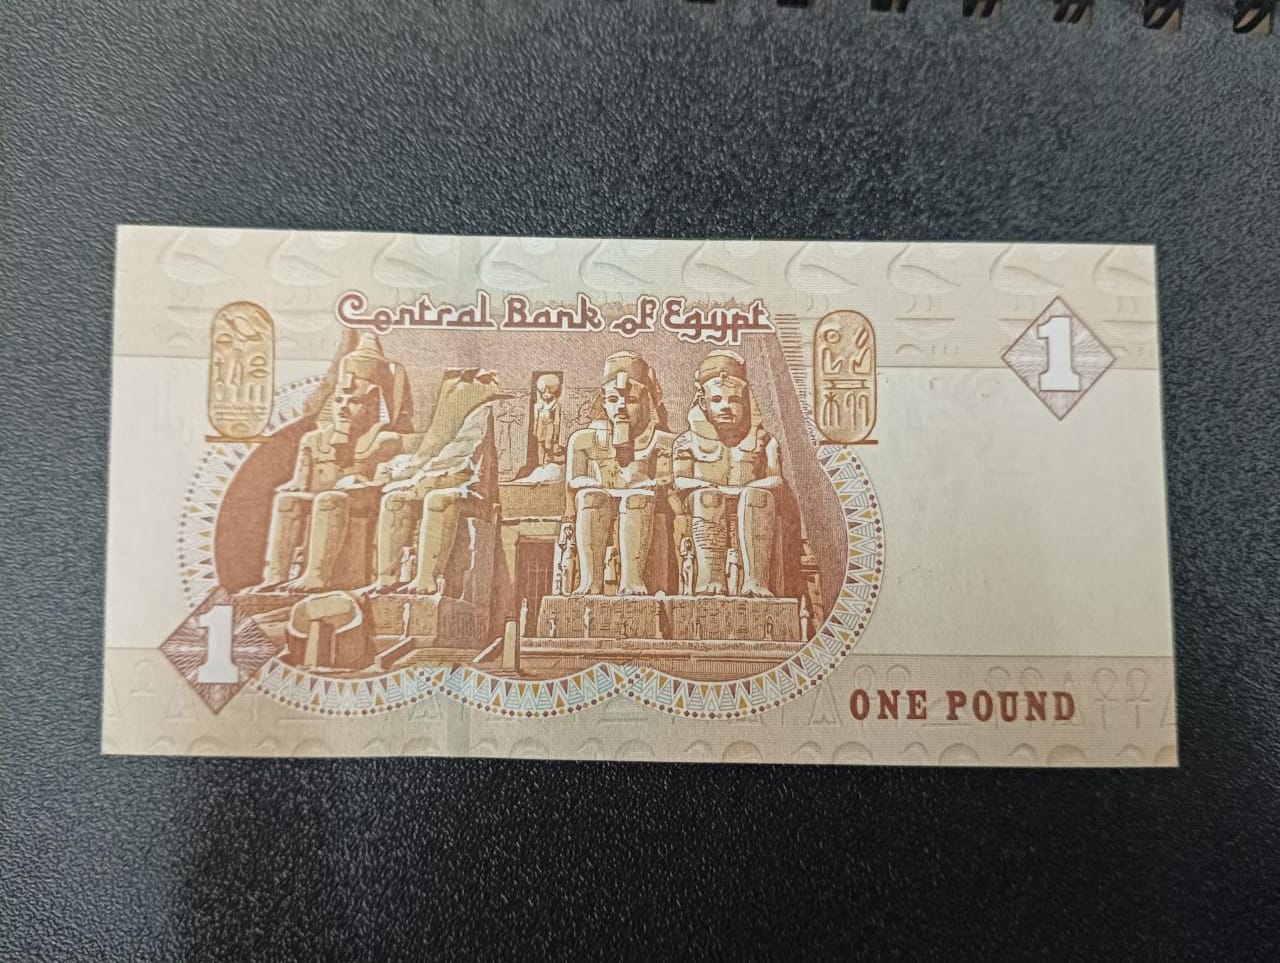 Central Bank of Egypt
1
1
ONE POUND